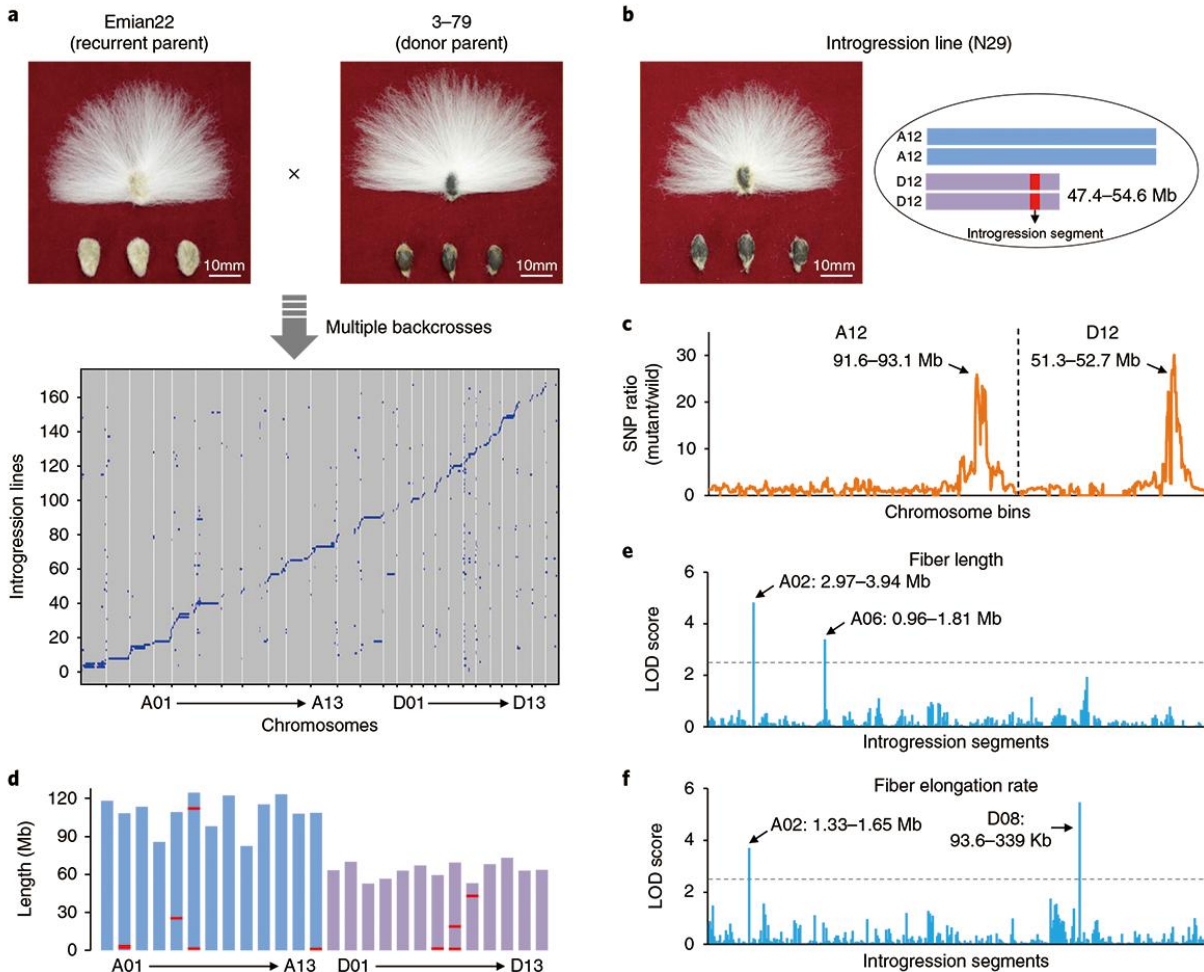 a
Emian22
(recurrent parent)
×
3–79
(donor parent)
10mm
10mm
Multiple backcrosses
Introgression lines
160
140
120
100
80
60
40
20
0
A01
A13
D01
D13
Chromosomes
b
Introgression line (N29)
10mm
A12
A12
D12
D12
47.4–54.6 Mb
Introgression segment
c
A12
91.6–93.1 Mb
D12
51.3–52.7 Mb
SNP ratio
(mutant/wild)
30
20
10
0
Chromosome bins
d
Length (Mb)
120
90
60
30
0
A01
A13
D01
D13
e
Fiber length
A02: 2.97–3.94 Mb
A06: 0.96–1.81 Mb
LOD score
6
4
2
0
Introgression segments
f
Fiber elongation rate
A02: 1.33–1.65 Mb
D08:
93.6–339 Kb
LOD score
6
4
2
0
Introgression segments